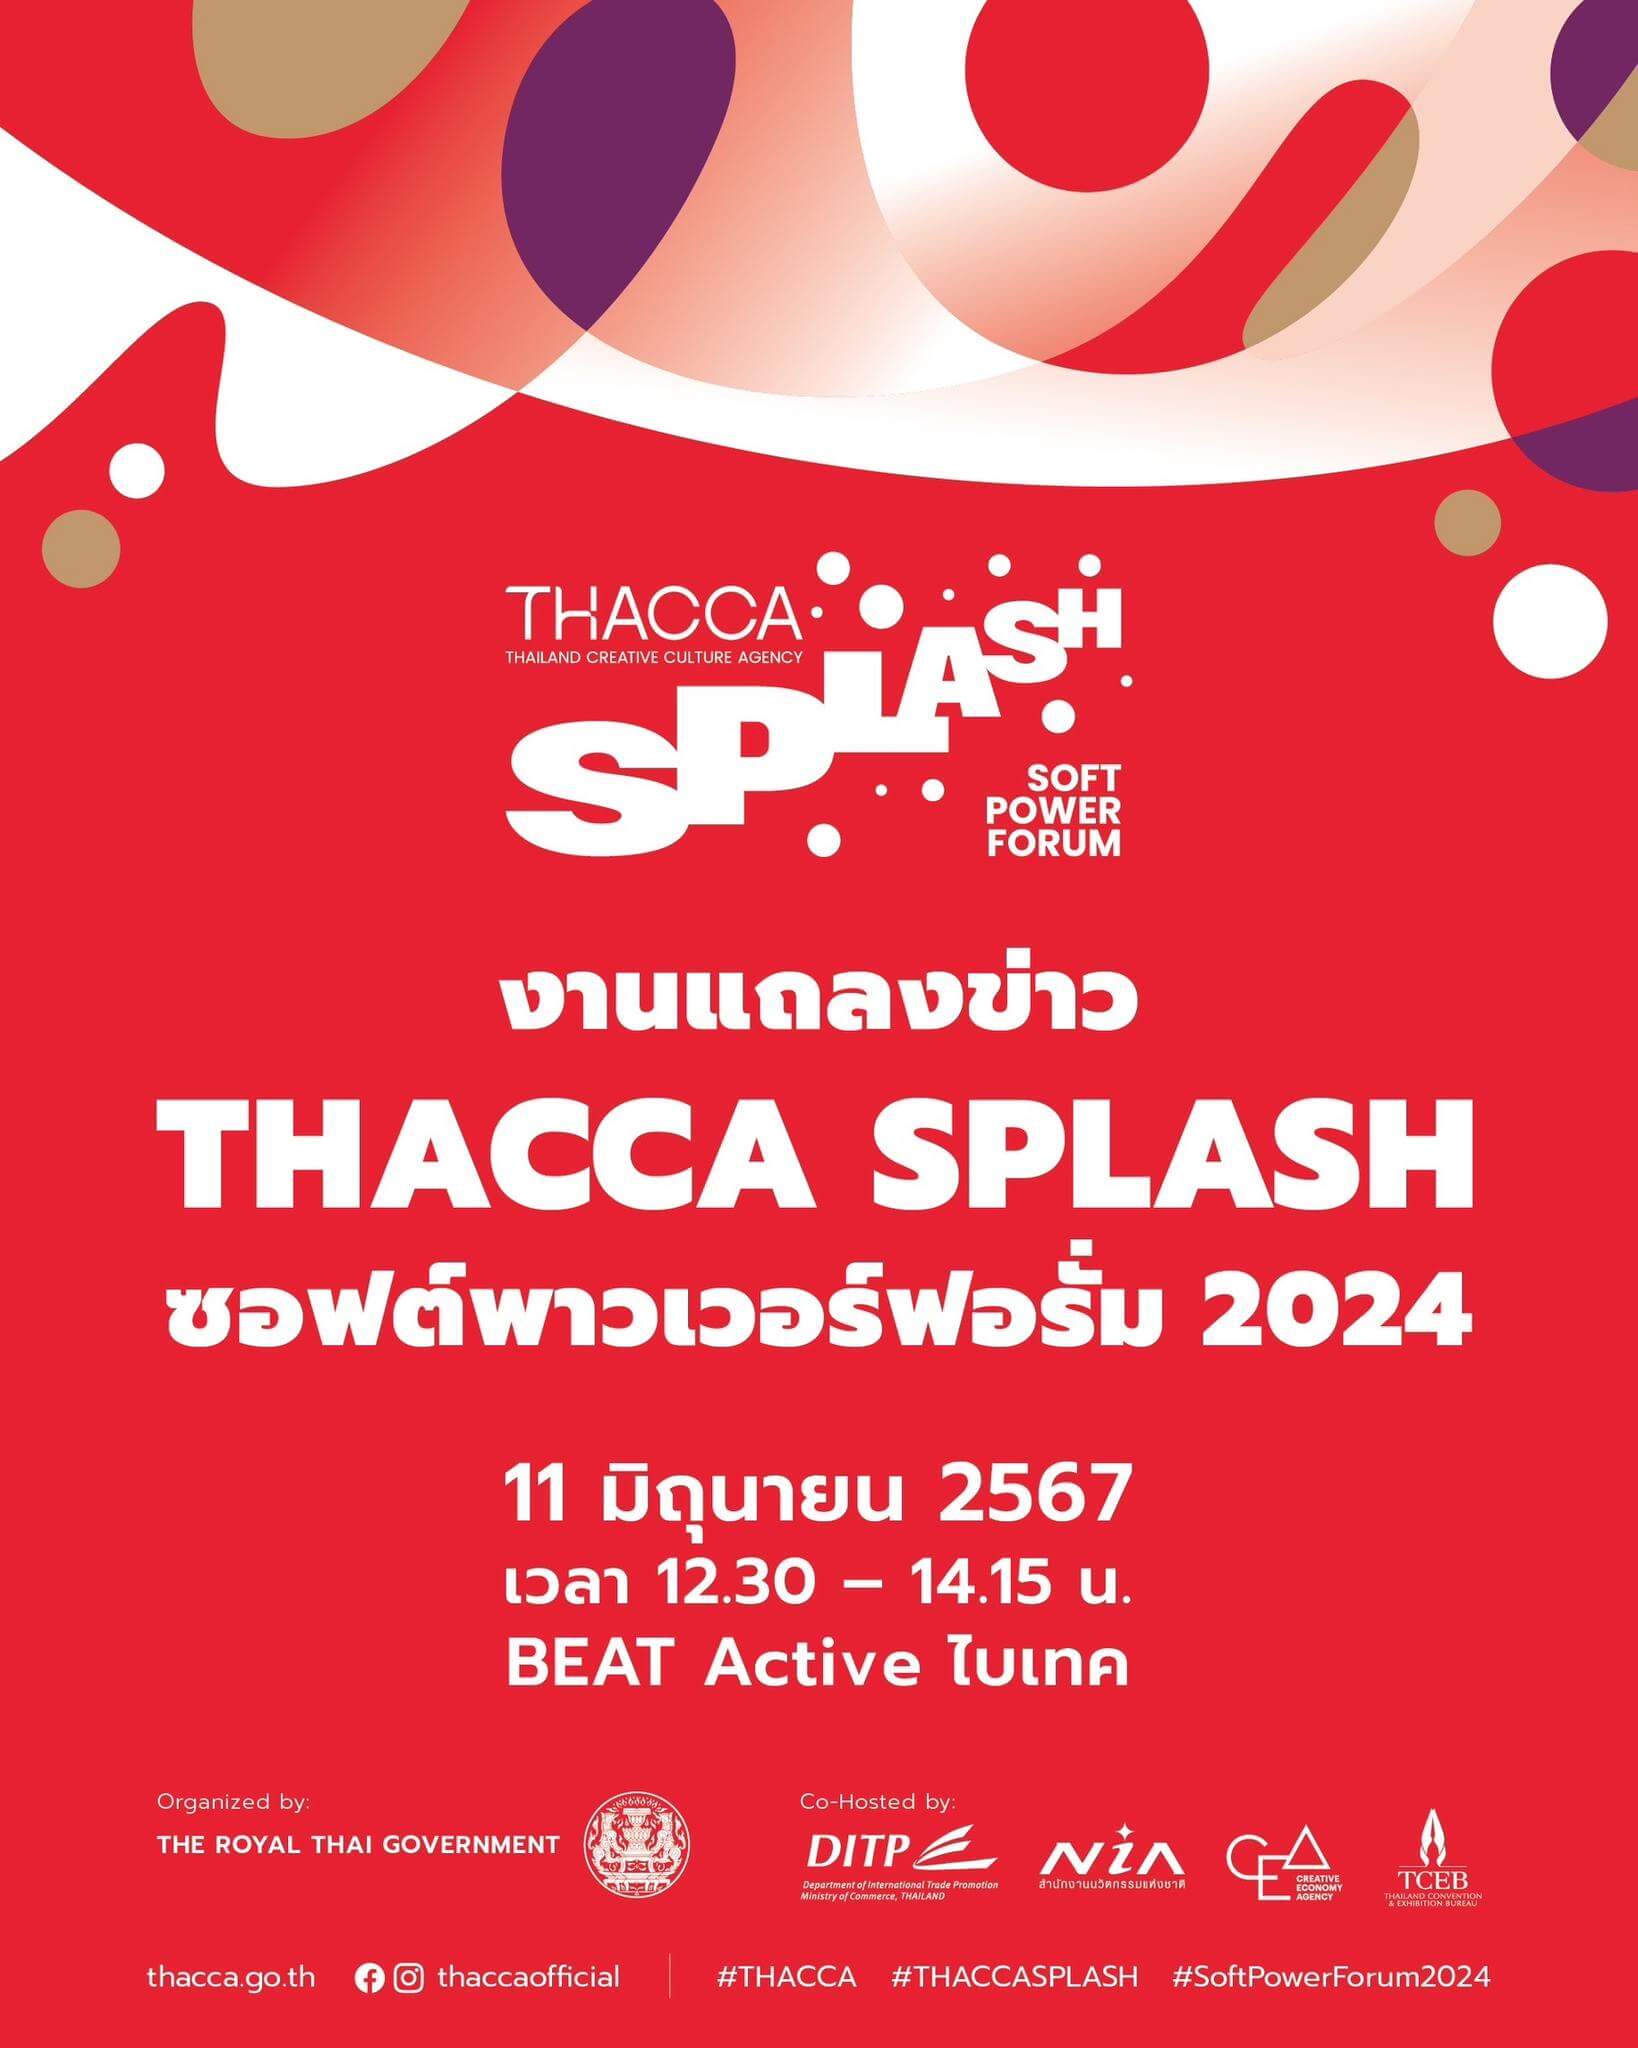 THACCA
THAILAND CREATIVE CULTURE AGENCY
SPLASH
SOFT
POWER
FORUM
งานแถลงข่าว
THACCA SPLASH
ซอฟต์พาวเวอร์ฟอรั่ม 2024
11 มิถุนายน 2567
เวลา 12.30 – 14.15 น.
BEAT Active ไบเทค
Organized by:
THE ROYAL THAI GOVERNMENT
Co-Hosted by:
DITP
Department of International Trade Promotion
Ministry of Commerce, THAILAND
NiA
สำนักงานนวัตกรรมแห่งชาติ
CEA
CREATIVE
ECONOMY
AGENCY
TCEB
THAILAND CONVENTION
& EXHIBITION BUREAU
thacca.go.th
thaccaofficial
#THACCA #THACCASPLASH #SoftPowerForum2024